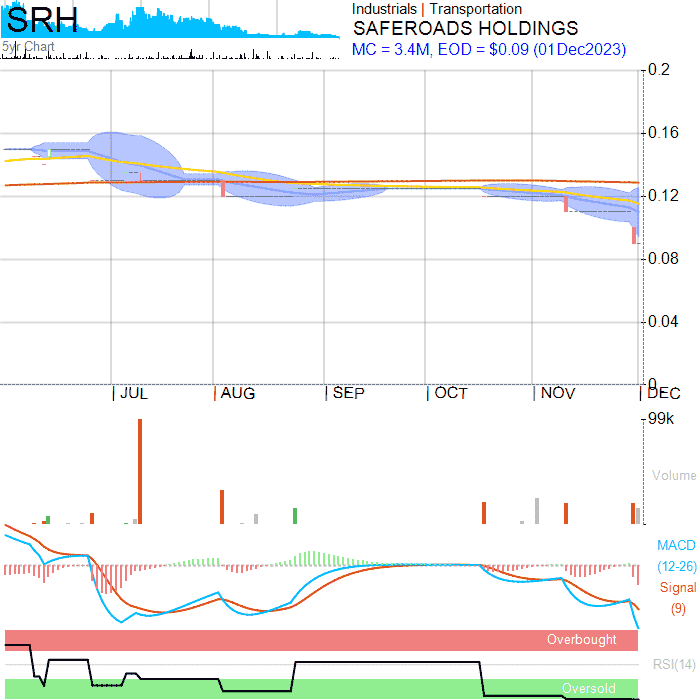 SRH
Industrials | Transportation
SAFEROADS HOLDINGS
MC = 3.4M, EOD = $0.09 (01Dec2023)
5yr Chart
0.2
0.16
0.12
0.08
0.04
0
JUL
AUG
SEP
OCT
NOV
DEC
99k
Volume
MACD
(12-26)
Signal
(9)
Overbought
RSI(14)
Oversold